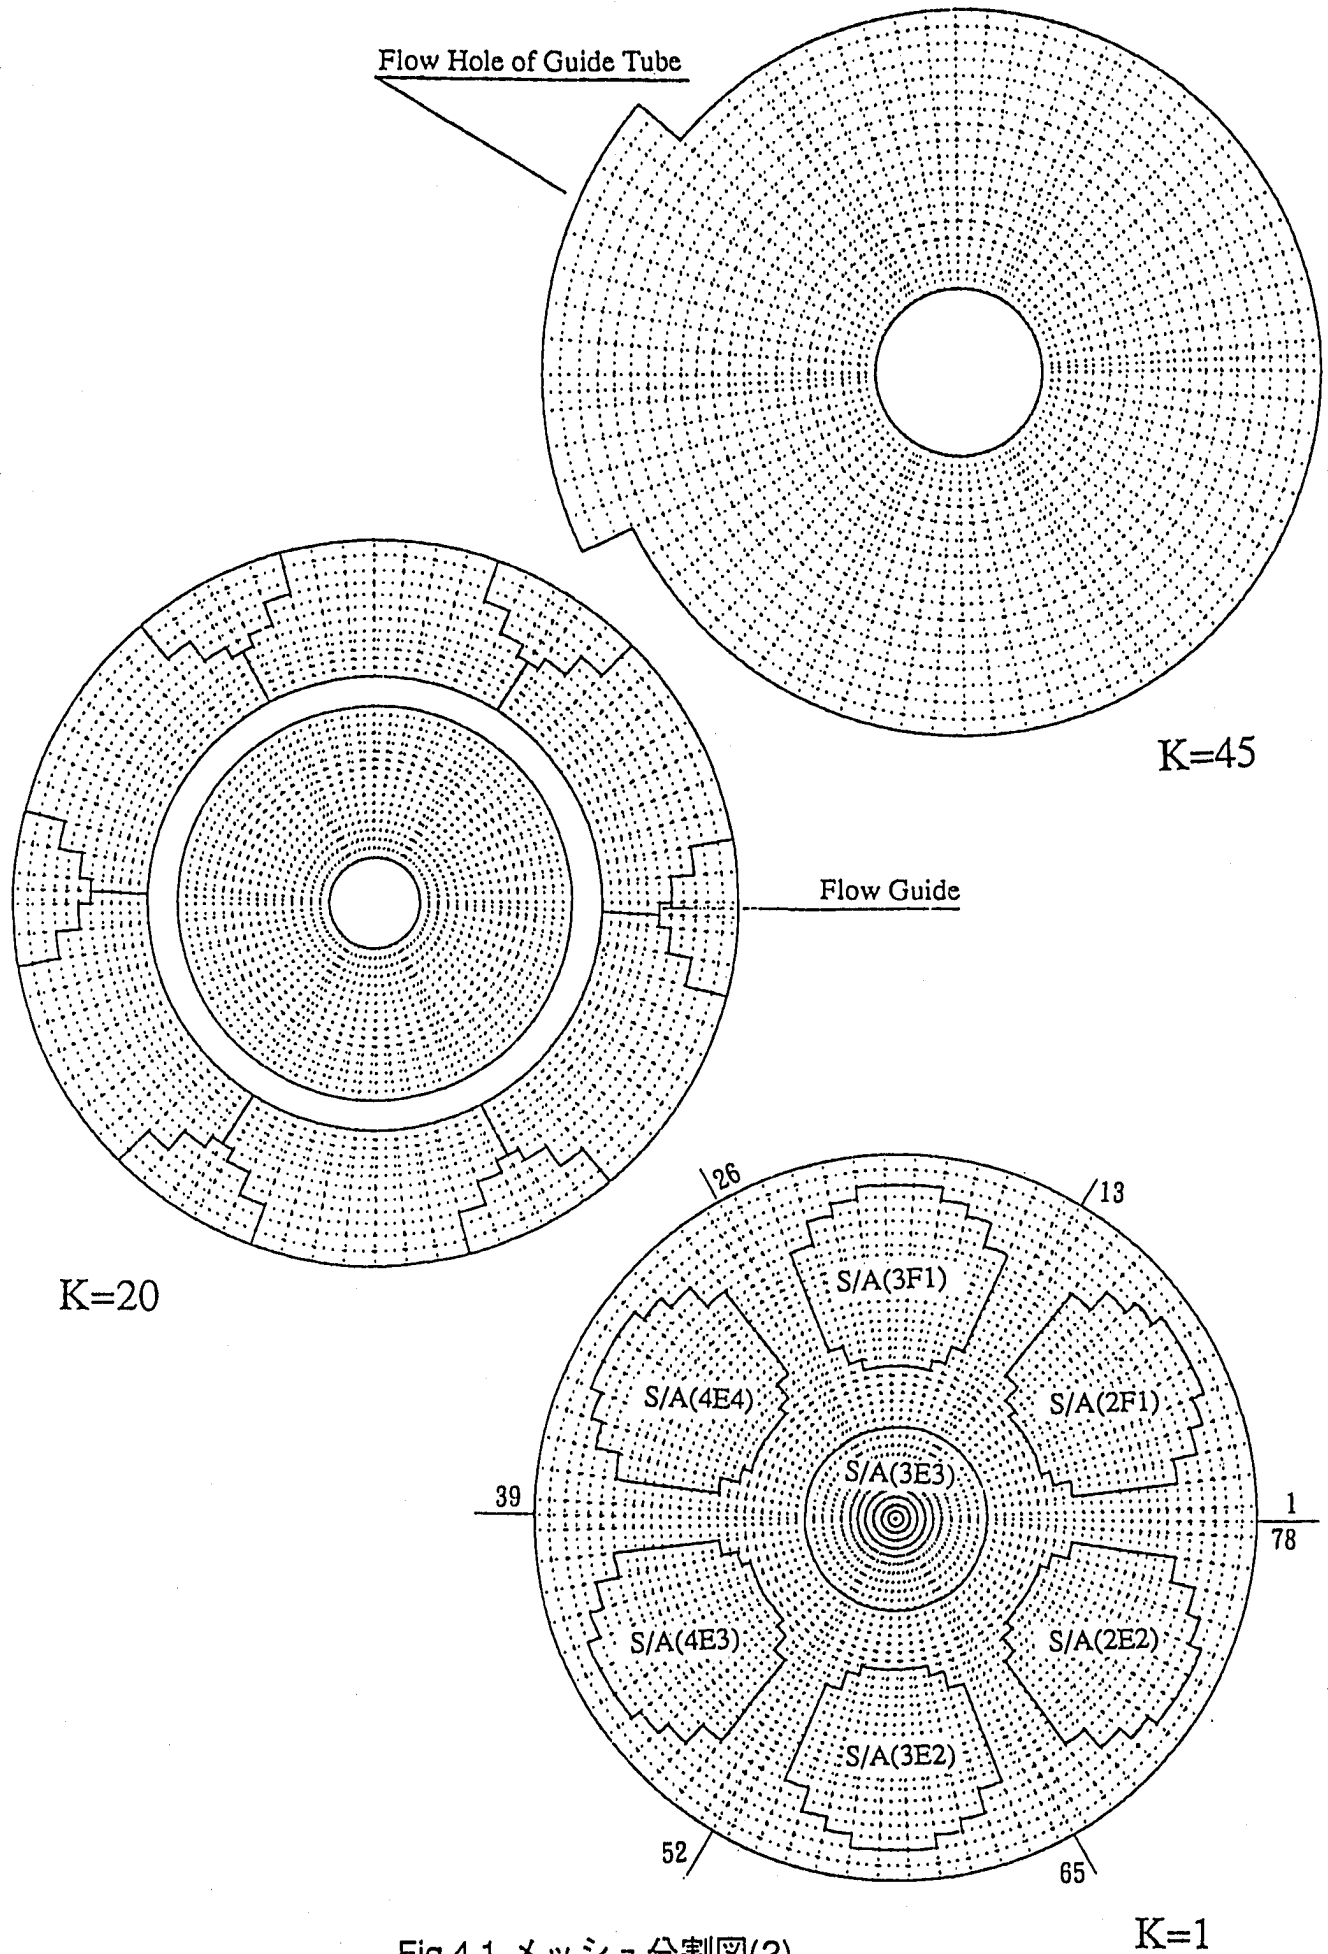 Flow Hole of Guide Tube
K=45
Flow Guide
K=20
26
13
S/A(3F1)
S/A(4E4)
S/A(2F1)
S/A(3E3)
39
1
78
S/A(4E3)
S/A(2E2)
S/A(3E2)
52
65
K=1
Fig.4.1 メッシュ分割図(2)